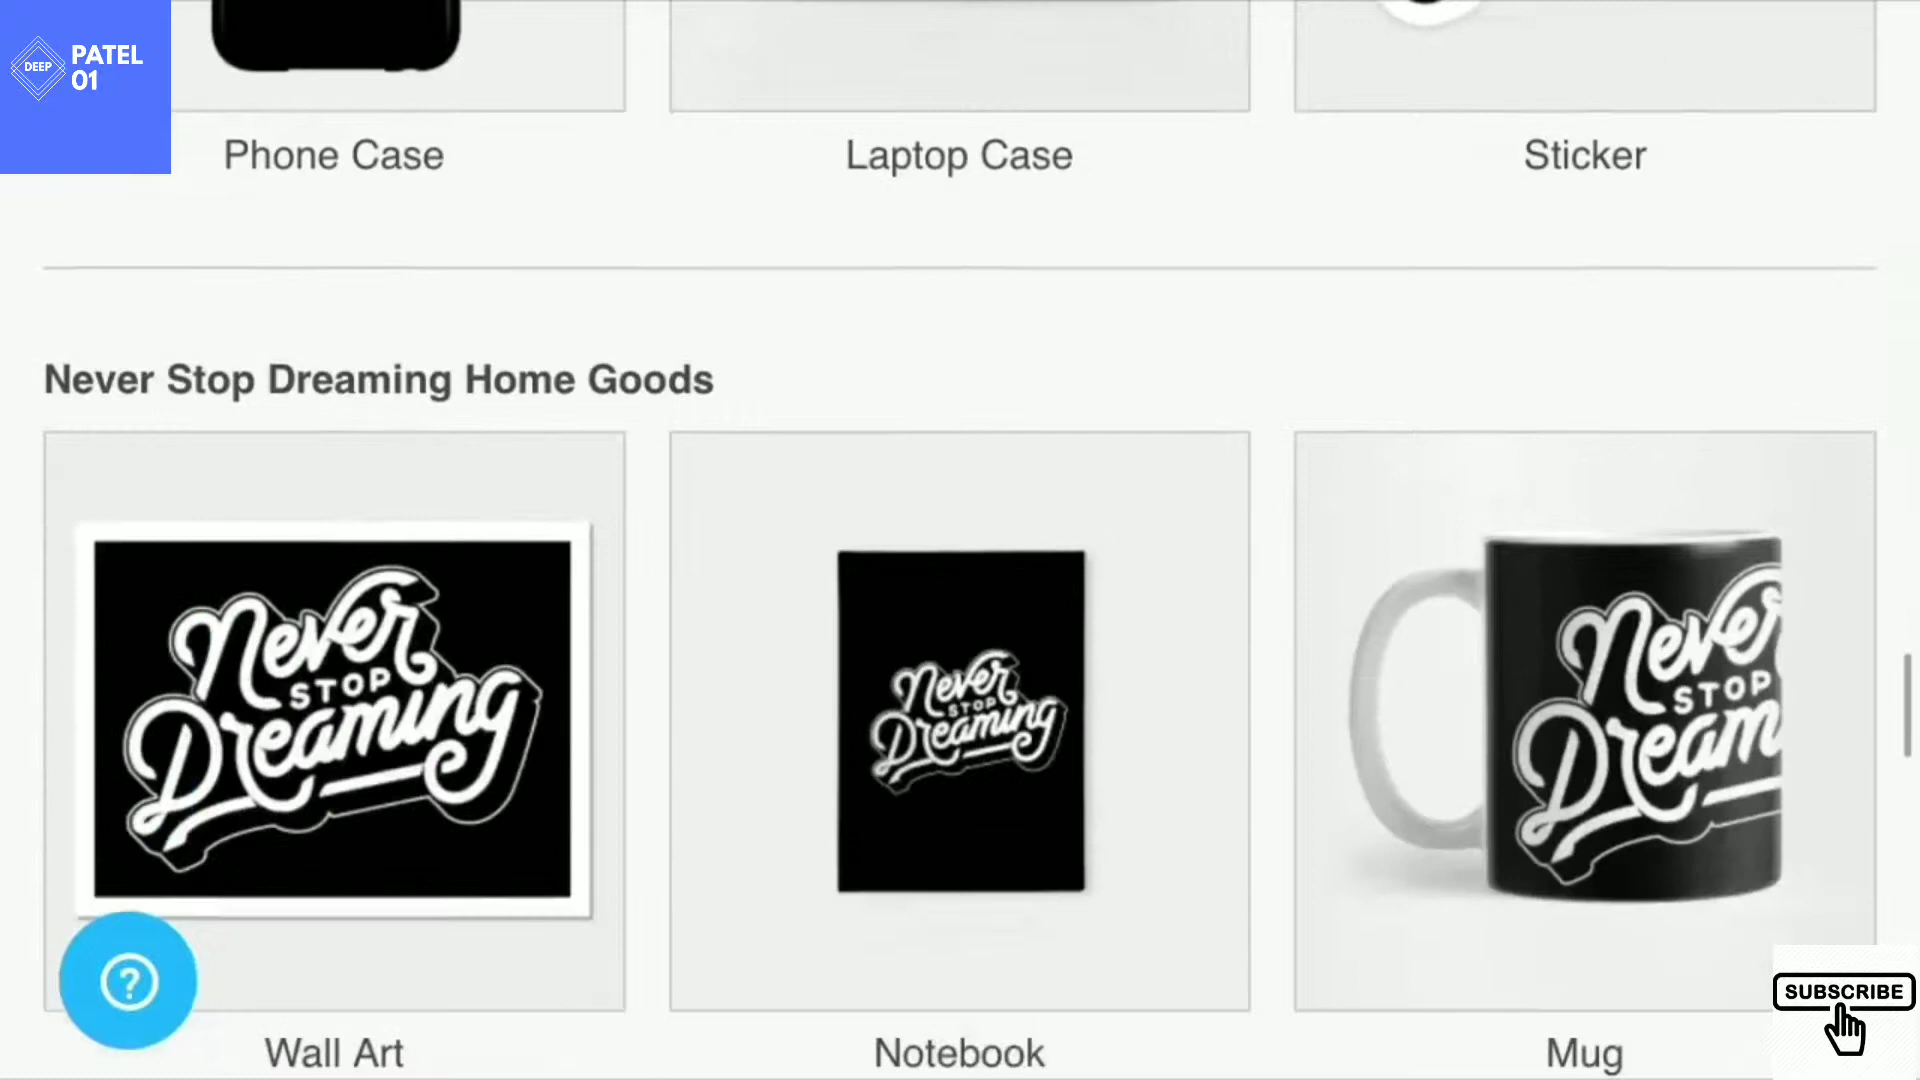 DEEP
PATEL
01
Phone Case
Laptop Case
Sticker
Never Stop Dreaming Home Goods
Never
STOP
Dreaming
Never
STOP
Dreaming
Never
STOP
Dream
SUBSCRIBE
?
Wall Art
Notebook
Mug